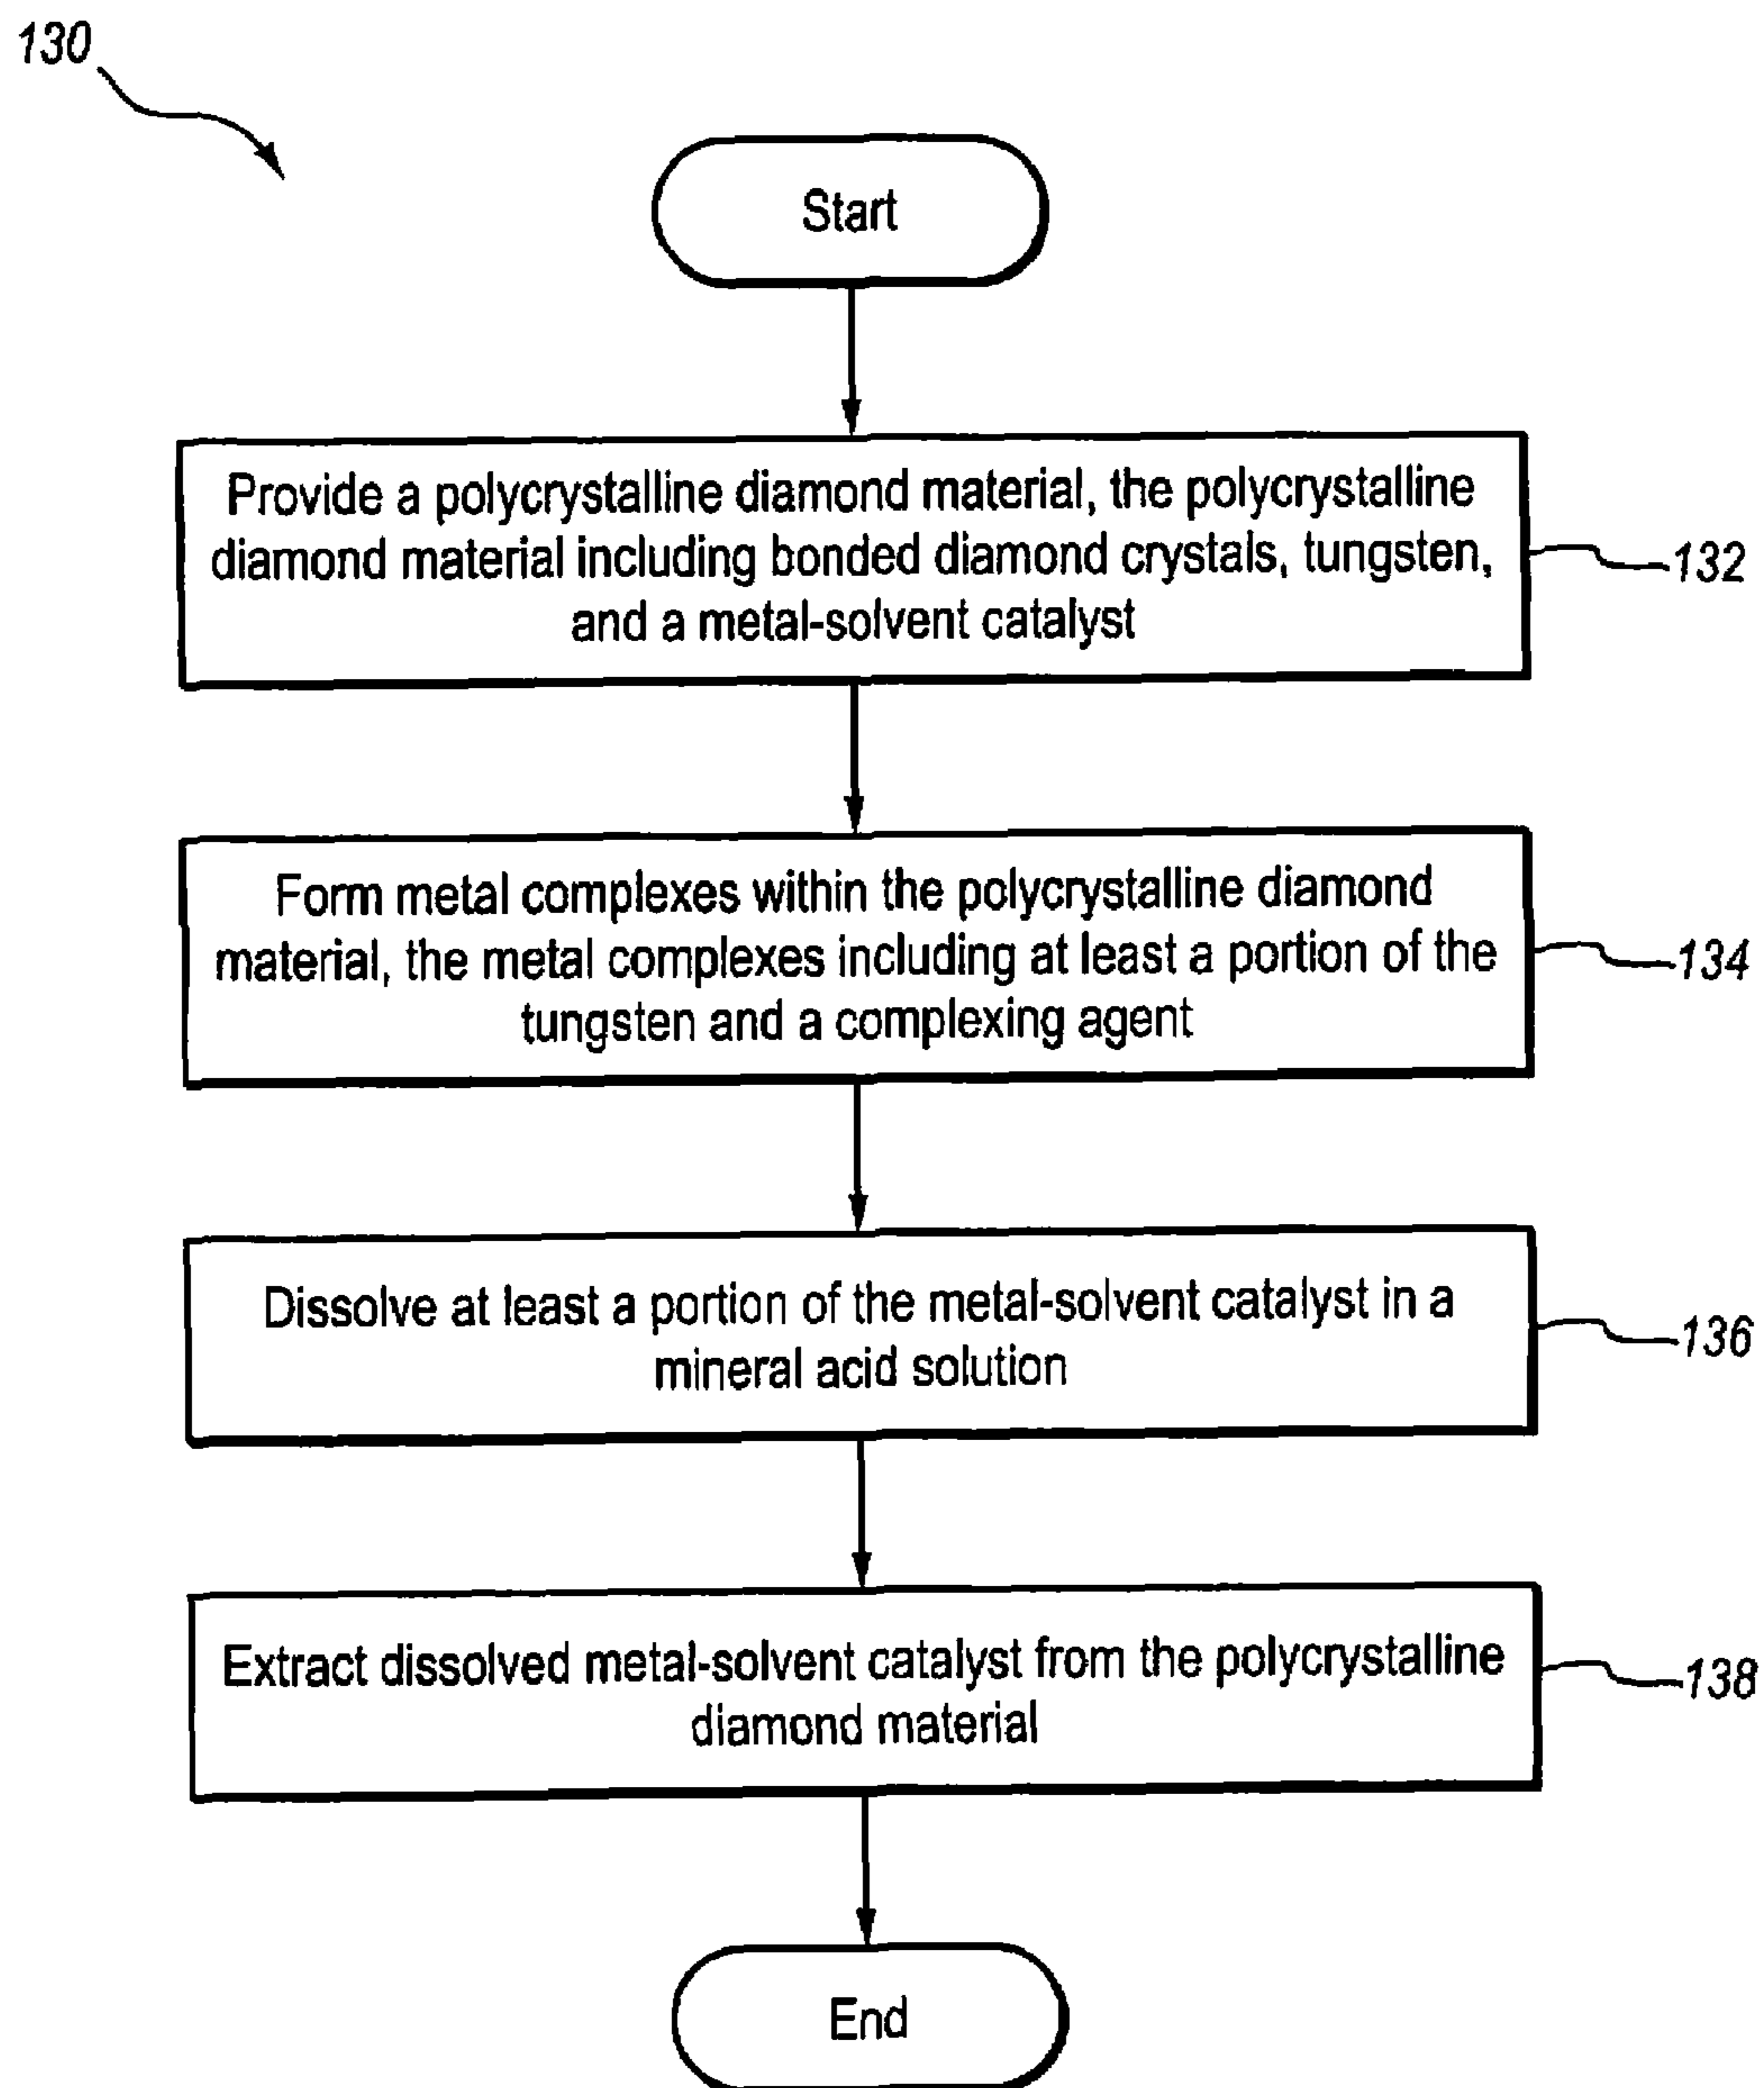 130
Start
Provide a polycrystalline diamond material, the polycrystalline
diamond material including bonded diamond crystals, tungsten,
and a metal-solvent catalyst
132
Form metal complexes within the polycrystalline diamond
material, the metal complexes including at least a portion of the
tungsten and a complexing agent
134
Dissolve at least a portion of the metal-solvent catalyst in a
mineral acid solution
136
Extract dissolved metal-solvent catalyst from the polycrystalline
diamond material
138
End